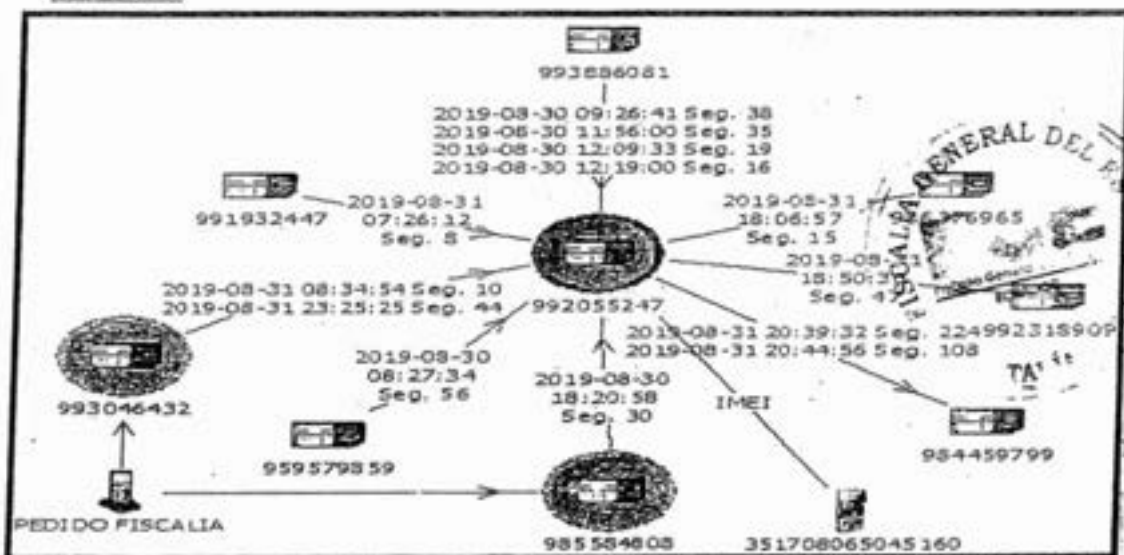 993886081
2019-08-30 09:26:41 Seg. 38
2019-08-30 11:56:00 Seg. 35
2019-08-30 12:09:33 Seg. 19
2019-08-30 12:19:00 Seg. 16
GENERAL DEL
991932447
2019-08-31
07:26:12
Seg. 8
2019-08-31
18:06:57
Seg. 15
2019-08-31 08:34:54 Seg. 10
2019-08-31 23:25:25 Seg. 44
992055247
18:50:3
Seg. 47
2019-08-31 20:39:32 Seg. 224
992318909
2019-08-31 20:44:56 Seg. 108
993046432
2019-08-30
08:27:34
Seg. 56
959579859
2019-08-30
18:20:58
Seg. 30
IMEI
984459799
PEDIDO FISCALIA
985584808
351708065045160